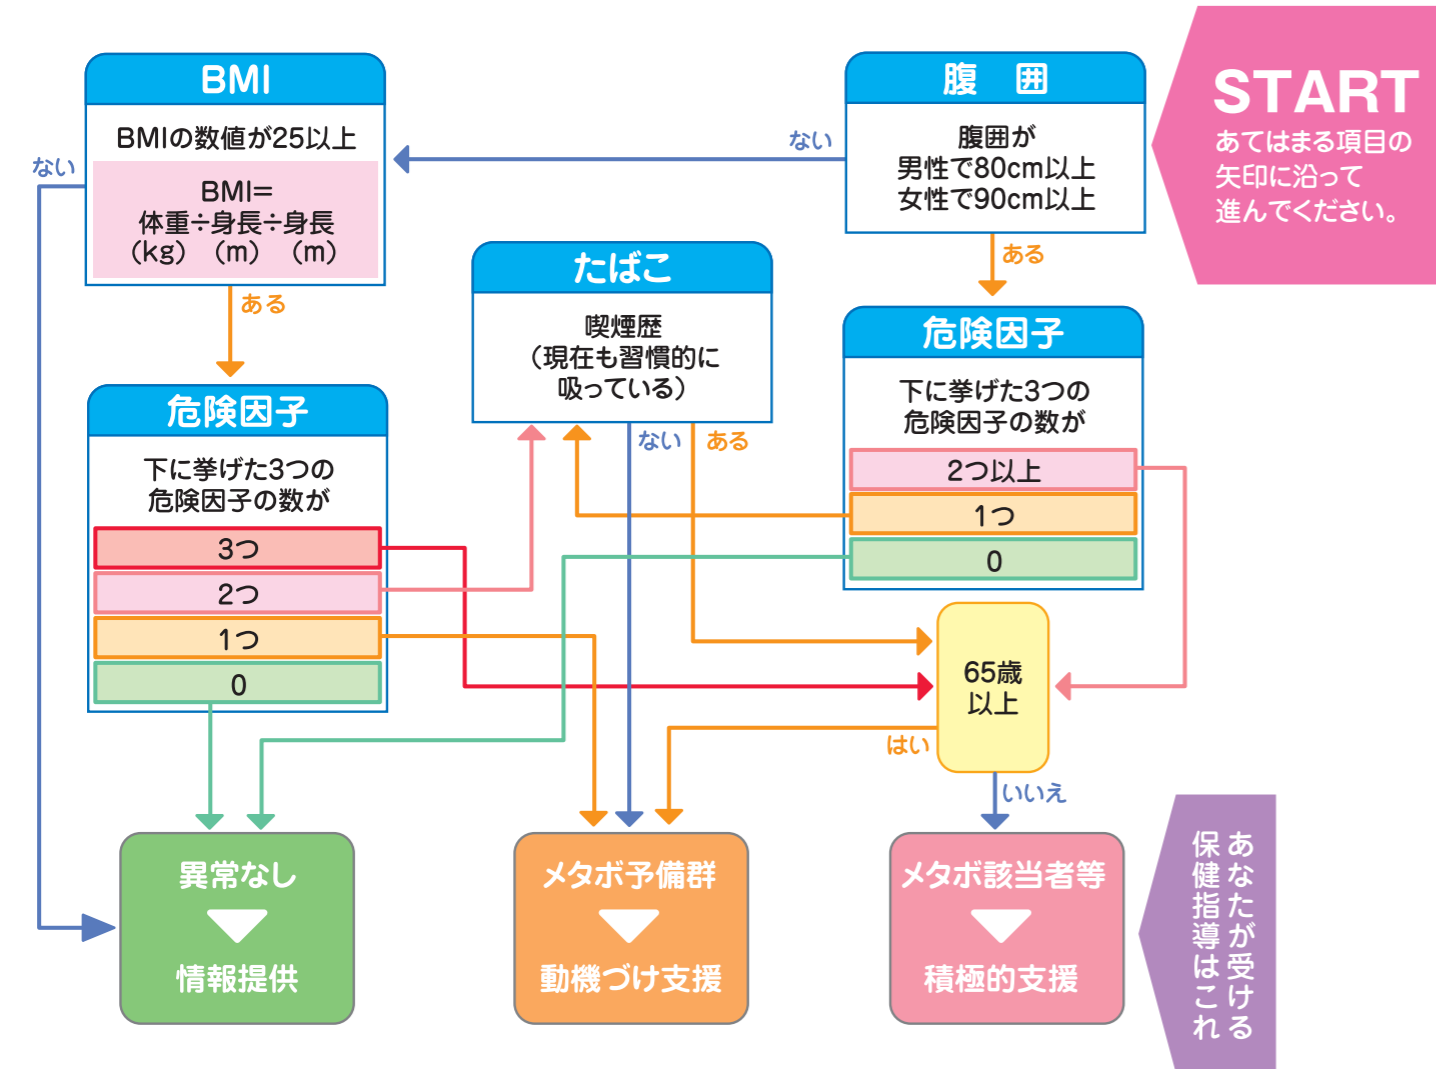 START
あてはまる項目の
矢印に沿って
進んでください。
腹 囲
腹囲が
男性で80cm以上
女性で90cm以上
ない
ある
BMI
BMIの数値が25以上
BMI＝
体重÷身長÷身長
（kg）（m）（m）
ない
ある
たばこ
喫煙歴
（現在も習慣的に
吸っている）
ない
ある
危険因子
下に挙げた3つの
危険因子の数が
2つ以上
1つ
0
危険因子
下に挙げた3つの
危険因子の数が
3つ
2つ
1つ
0
65歳
以上
はい
いいえ
異常なし
情報提供
メタボ予備群
動機づけ支援
メタボ該当者等
積極的支援
あなたが受ける
保健指導はこれ